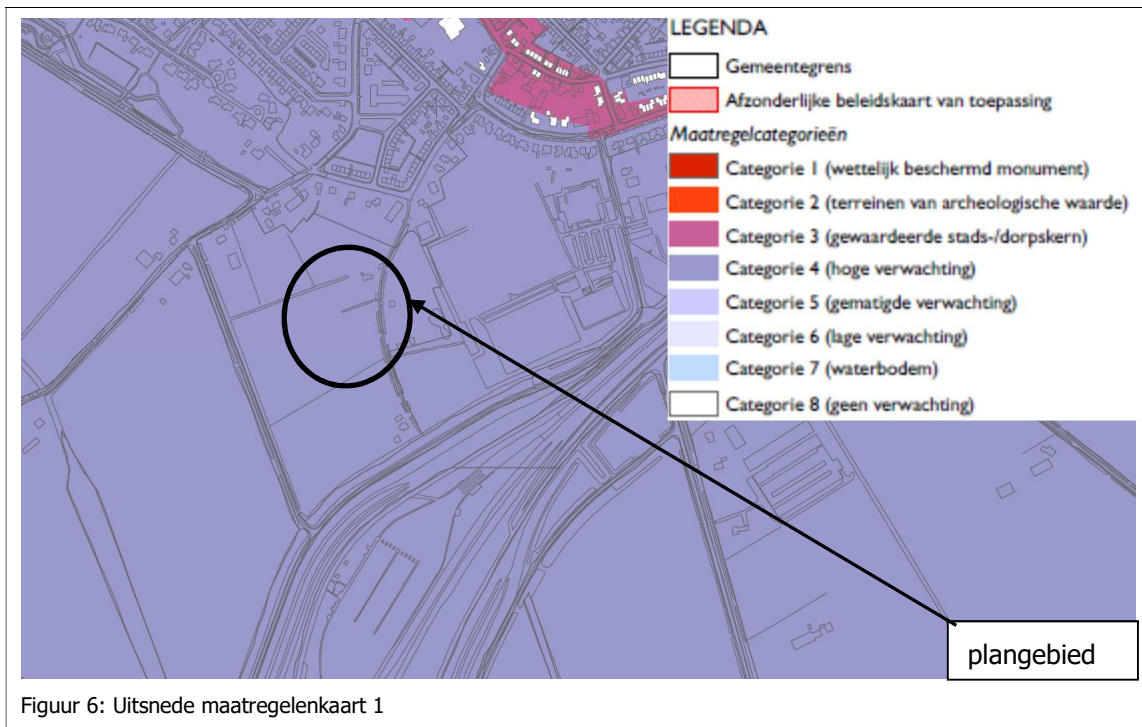 LEGENDA
Gemeentegrens
Afzonderlijke beleidskaart van toepassing
Maatregelcategorieën
Categorie 1 (wettelijk beschermd monument)
Categorie 2 (terreinen van archeologische waarde)
Categorie 3 (gewaardeerde stads-/dorpskern)
Categorie 4 (hoge verwachting)
Categorie 5 (gematigde verwachting)
Categorie 6 (lage verwachting)
Categorie 7 (waterbodem)
Categorie 8 (geen verwachting)
plangebied
Figuur 6: Uitsnede maatregelenkaart 1